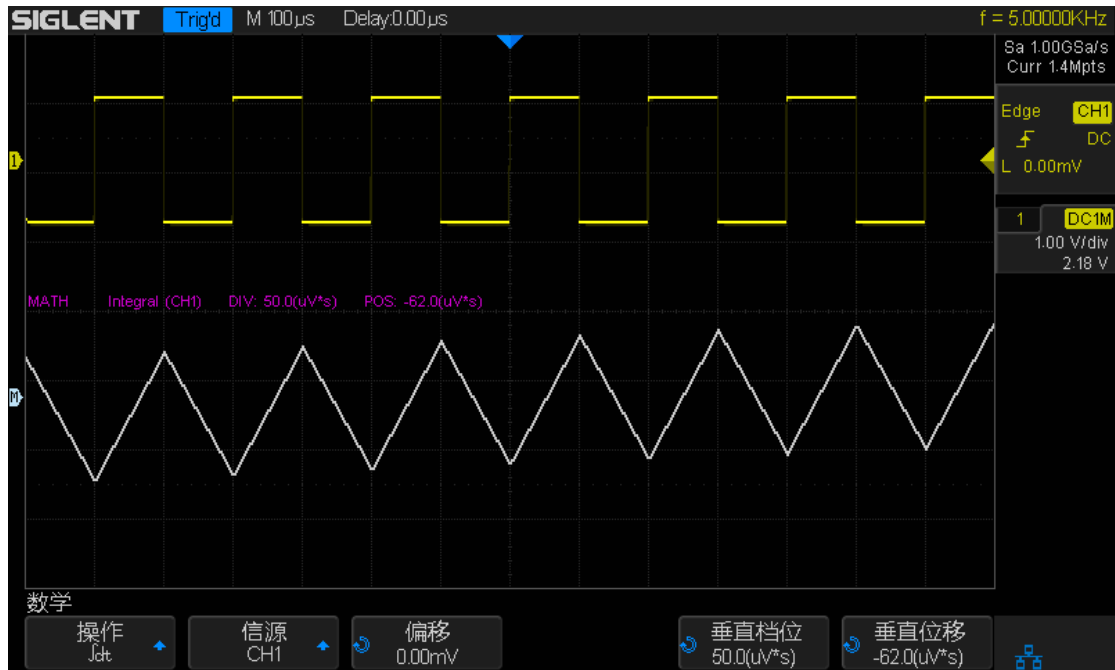 SIGLENT Trig'd M 100μs Delay:0.00μs f = 5.00000KHz
Sa 1.00GSa/s
Curr 1.4Mpts
Edge CH1
DC
L 0.00mV
1
1 DC1M
1.00 V/div
2.18 V
MATH Integral (CH1) DIV: 50.0(uV*s) POS: -62.0(uV*s)
M
数学
操作 信源 偏移 垂直档位 垂直位移
∫dt CH1 0.00mV 50.0(uV*s) -62.0(uV*s)